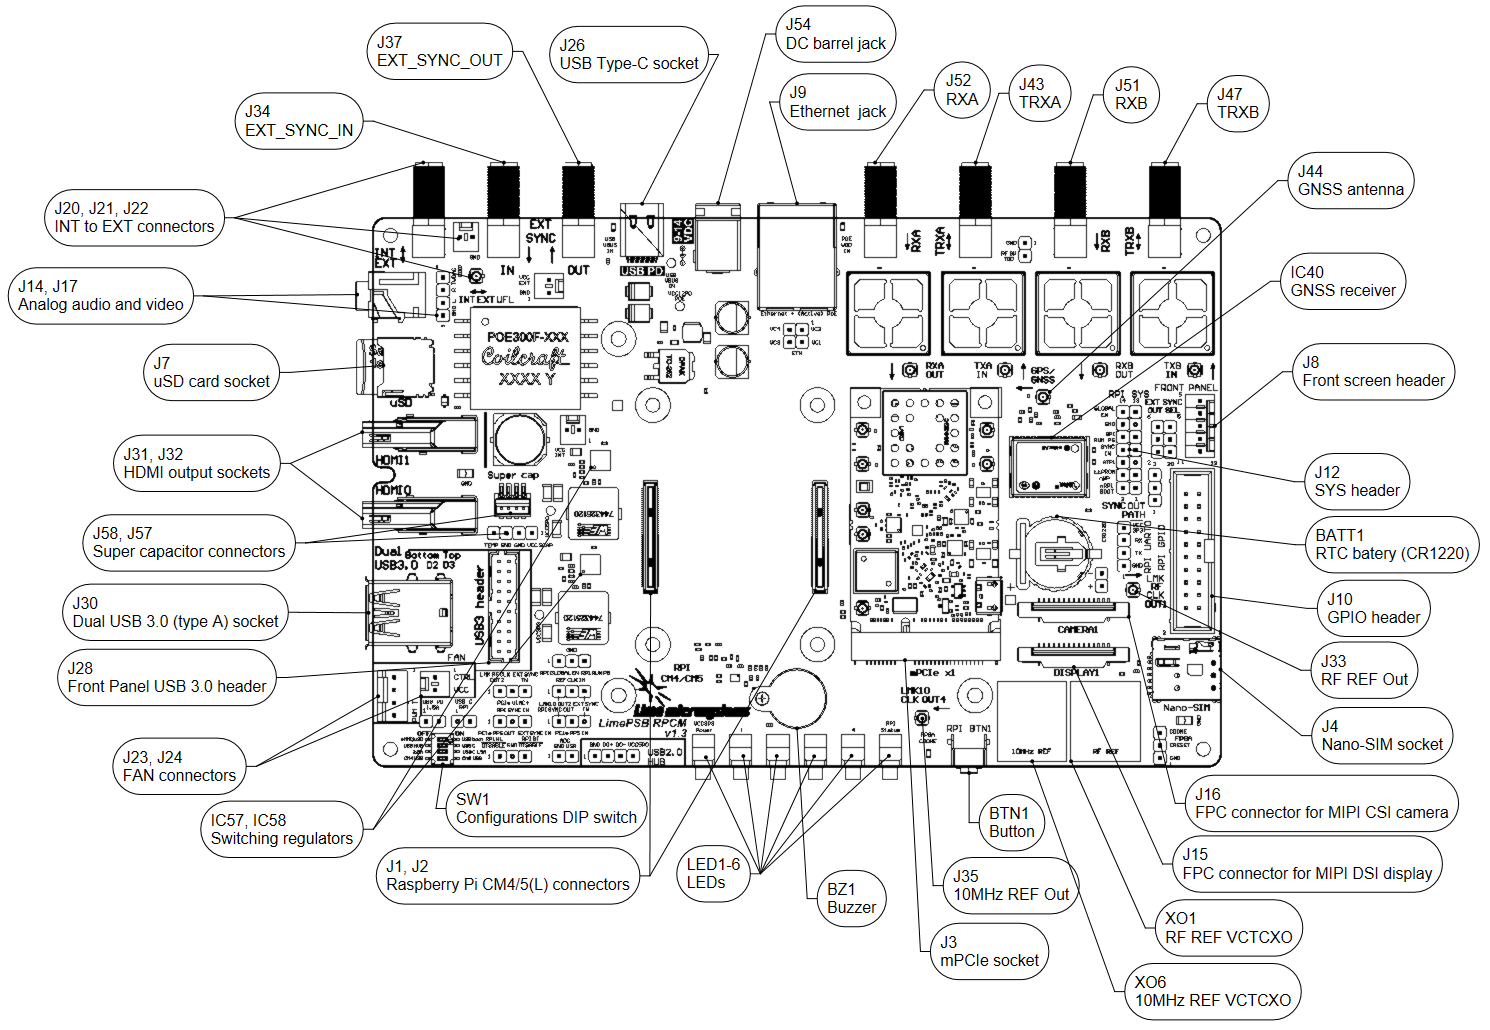 J54
DC barrel jack
J37
EXT_SYNC_OUT
J26
USB Type-C socket
J9
Ethernet jack
J52
RXA
J43
TRXA
J51
RXB
J47
TRXB
J34
EXT_SYNC_IN
J44
GNSS antenna
J20, J21, J22
INT to EXT connectors
IC40
GNSS receiver
J14, J17
Analog audio and video
J7
uSD card socket
J8
Front screen header
J31, J32
HDMI output sockets
J12
SYS header
J58, J57
Super capacitor connectors
BATT1
RTC batery (CR1220)
J30
Dual USB 3.0 (type A) socket
J10
GPIO header
J28
Front Panel USB 3.0 header
J33
RF REF Out
J4
Nano-SIM socket
J23, J24
FAN connectors
IC57, IC58
Switching regulators
SW1
Configurations DIP switch
J16
FPC connector for MIPI CSI camera
BTN1
Button
J1, J2
Raspberry Pi CM4/5(L) connectors
LED1-6
LEDs
J15
FPC connector for MIPI DSI display
BZ1
Buzzer
J35
10MHz REF Out
XO1
RF REF VCTCXO
J3
mPCIe socket
XO6
10MHz REF VCTCXO
INT
EXT
EXT
SYNC
IN
OUT
USB PD
RXA
TRXA
RXB
TRXB
INT EXT UFL
POE300F-XXX
Coilcraft
XXXX Y
Ethernet + (Active) PoE
RXA
OUT
TXA
IN
GPS/
GNSS
RXB
OUT
TXB
IN
FRONT PANEL
RPI SYS
EXT SYNC
OUT SEL
uSD
HDMI1
HDMI0
Super cap
SYNC OUT
PATH
Dual
USB3.0
Bottom Top
D2 D3
USB3 header
RPI UART
RPI GPIO
LMK
RF
CLK
OUT1
FAN
CTRL
VCC
CAMERA1
DISPLAY1
mPCIe x1
RPI
CM4/CM5
Lime microsystems
LimePSB RPCM
v1.3
LMK10
CLK OUT4
RPI BTN1
10MHz REF
RF REF
Nano-SIM
USB2.0
HUB
Power
Status